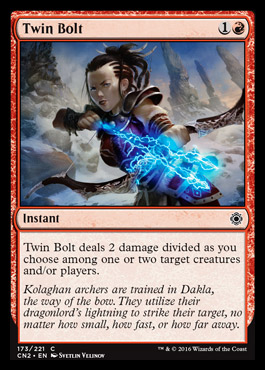 Twin Bolt 1
Instant
Twin Bolt deals 2 damage divided as you
choose among one or two target creatures
and/or players.
Kolaghan archers are trained in Dakla,
the way of the bow. They utilize their
dragonlord's lightning to strike their target, no
matter how small, how fast, or how far away.
173/221 C
CN2 • EN Svetlin Velinov
™ & © 2016 Wizards of the Coast